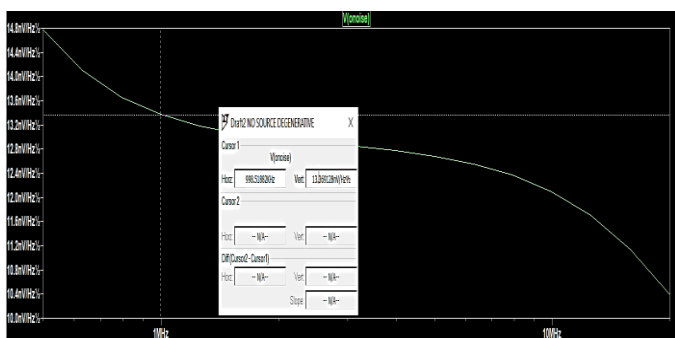 V(onoise)
14.8nV/Hz½
14.4nV/Hz½
14.0nV/Hz½
13.6nV/Hz½
13.2nV/Hz½
12.8nV/Hz½
12.4nV/Hz½
12.0nV/Hz½
11.6nV/Hz½
11.2nV/Hz½
10.8nV/Hz½
10.4nV/Hz½
10.0nV/Hz½
1MHz
10MHz
Draft2 NO SOURCE DEGENERATIVE X
Cursor 1
V(onoise)
Horz: Vert:
Cursor 2
Horz: -- N/A-- Vert: -- N/A--
Diff (Cursor2 - Cursor1)
Horz: -- N/A-- Vert: -- N/A--
Slope: -- N/A--